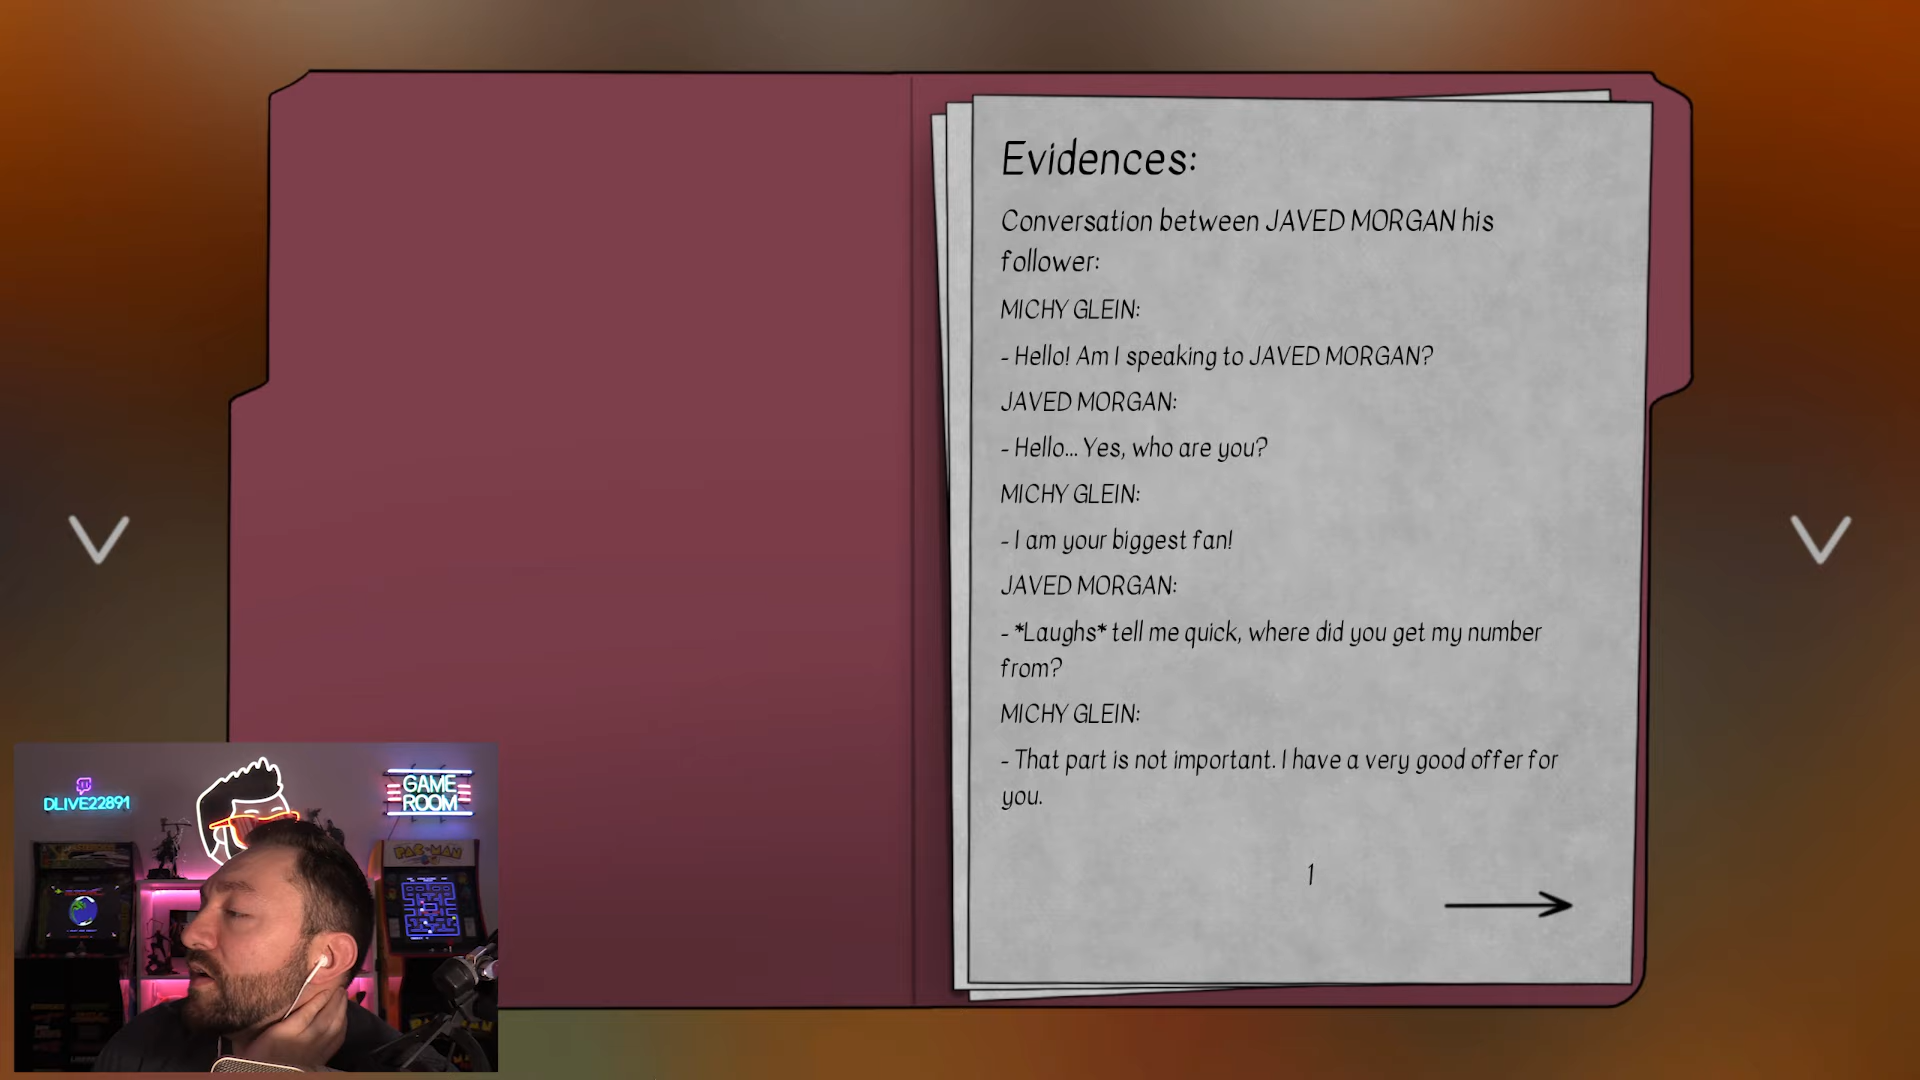 Evidences:
Conversation between JAVED MORGAN his
follower:
MICHY GLEIN:
- Hello! Am I speaking to JAVED MORGAN?
JAVED MORGAN:
- Hello... Yes, who are you?
MICHY GLEIN:
- I am your biggest fan!
JAVED MORGAN:
- *Laughs* tell me quick, where did you get my number
from?
MICHY GLEIN:
- That part is not important. I have a very good offer for
you.
1
DLIVE22891
GAME
ROOM
PAC-MAN